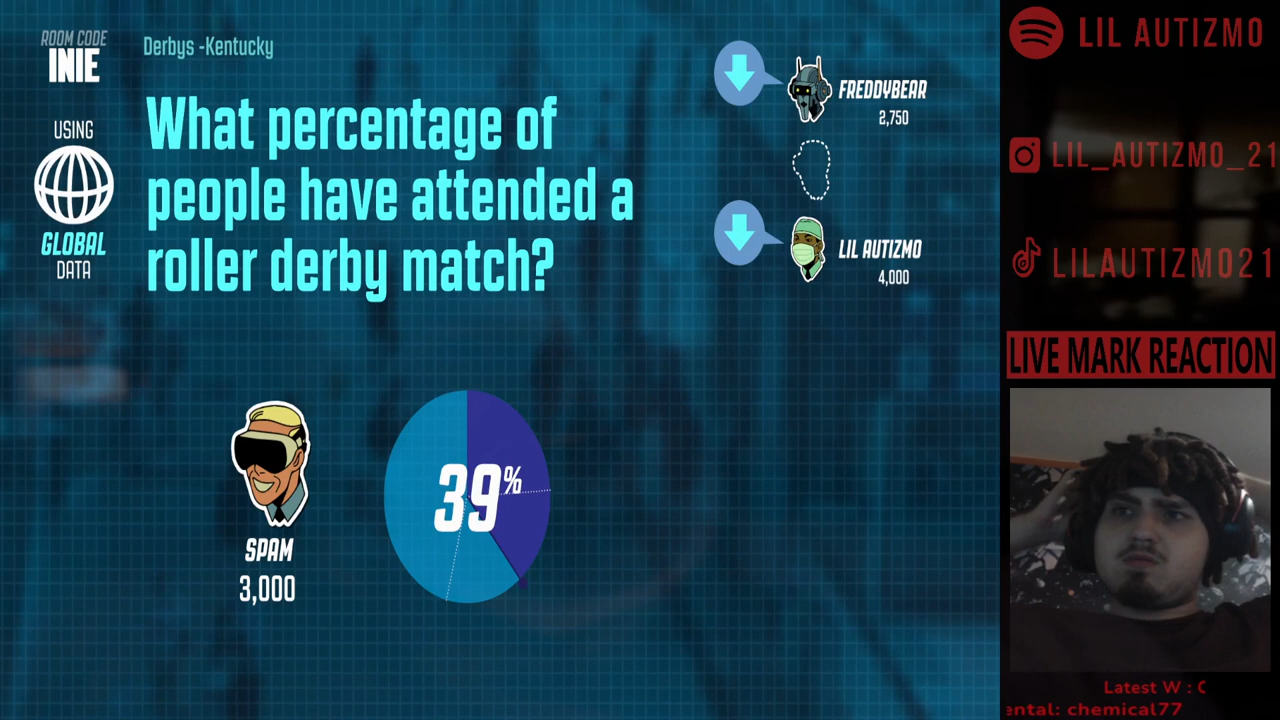 ROOM CODE
INIE
Derbys -Kentucky
USING
GLOBAL
DATA
What percentage of
people have attended a
roller derby match?
FREDDYBEAR
2,750
LIL AUTIZMO
4,000
SPAM
3,000
39%
LIL AUTIZMO
LIL_AUTIZMO_21
LILAUTIZMO21
LIVE MARK REACTION
Latest W : 
ental: chemical77